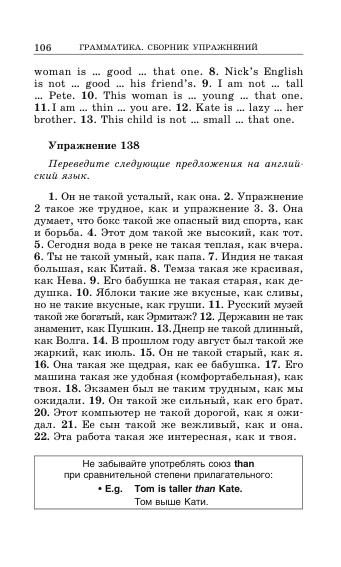 106 ГРАММАТИКА. СБОРНИК УПРАЖНЕНИЙ
woman is ... good ... that one. 8. Nick's English
is not ... good ... his friend's. 9. I am not ... tall
... Pete. 10. This woman is ... young ... that one.
11. I am ... thin ... you are. 12. Kate is ... lazy ... her
brother. 13. This child is not ... small ... that one.
Упражнение 138
Переведите следующие предложения на англий-
ский язык.
1. Он не такой усталый, как она. 2. Упражнение
2 такое же трудное, как и упражнение 3. 3. Она
думает, что бокс такой же опасный вид спорта, как
и борьба. 4. Этот дом такой же высокий, как тот.
5. Сегодня вода в реке не такая теплая, как вчера.
6. Ты не такой умный, как папа. 7. Индия не такая
большая, как Китай. 8. Темза такая же красивая,
как Нева. 9. Его бабушка не такая старая, как де-
душка. 10. Яблоки такие же вкусные, как сливы,
но не такие вкусные, как груши. 11. Русский музей
такой же богатый, как Эрмитаж? 12. Державин не так
знаменит, как Пушкин. 13. Днепр не такой длинный,
как Волга. 14. В прошлом году август был такой же
жаркий, как июль. 15. Он не такой старый, как я.
16. Она такая же щедрая, как ее бабушка. 17. Его
машина такая же удобная (комфортабельная), как
твоя. 18. Экзамен был не таким трудным, как мы
ожидали. 19. Он такой же сильный, как его брат.
20. Этот компьютер не такой дорогой, как я ожи-
дал. 21. Ее сын такой же вежливый, как и она.
22. Эта работа такая же интересная, как и твоя.
Не забывайте употреблять союз than
при сравнительной степени прилагательного:
• E.g. Tom is taller than Kate.
Том выше Кати.